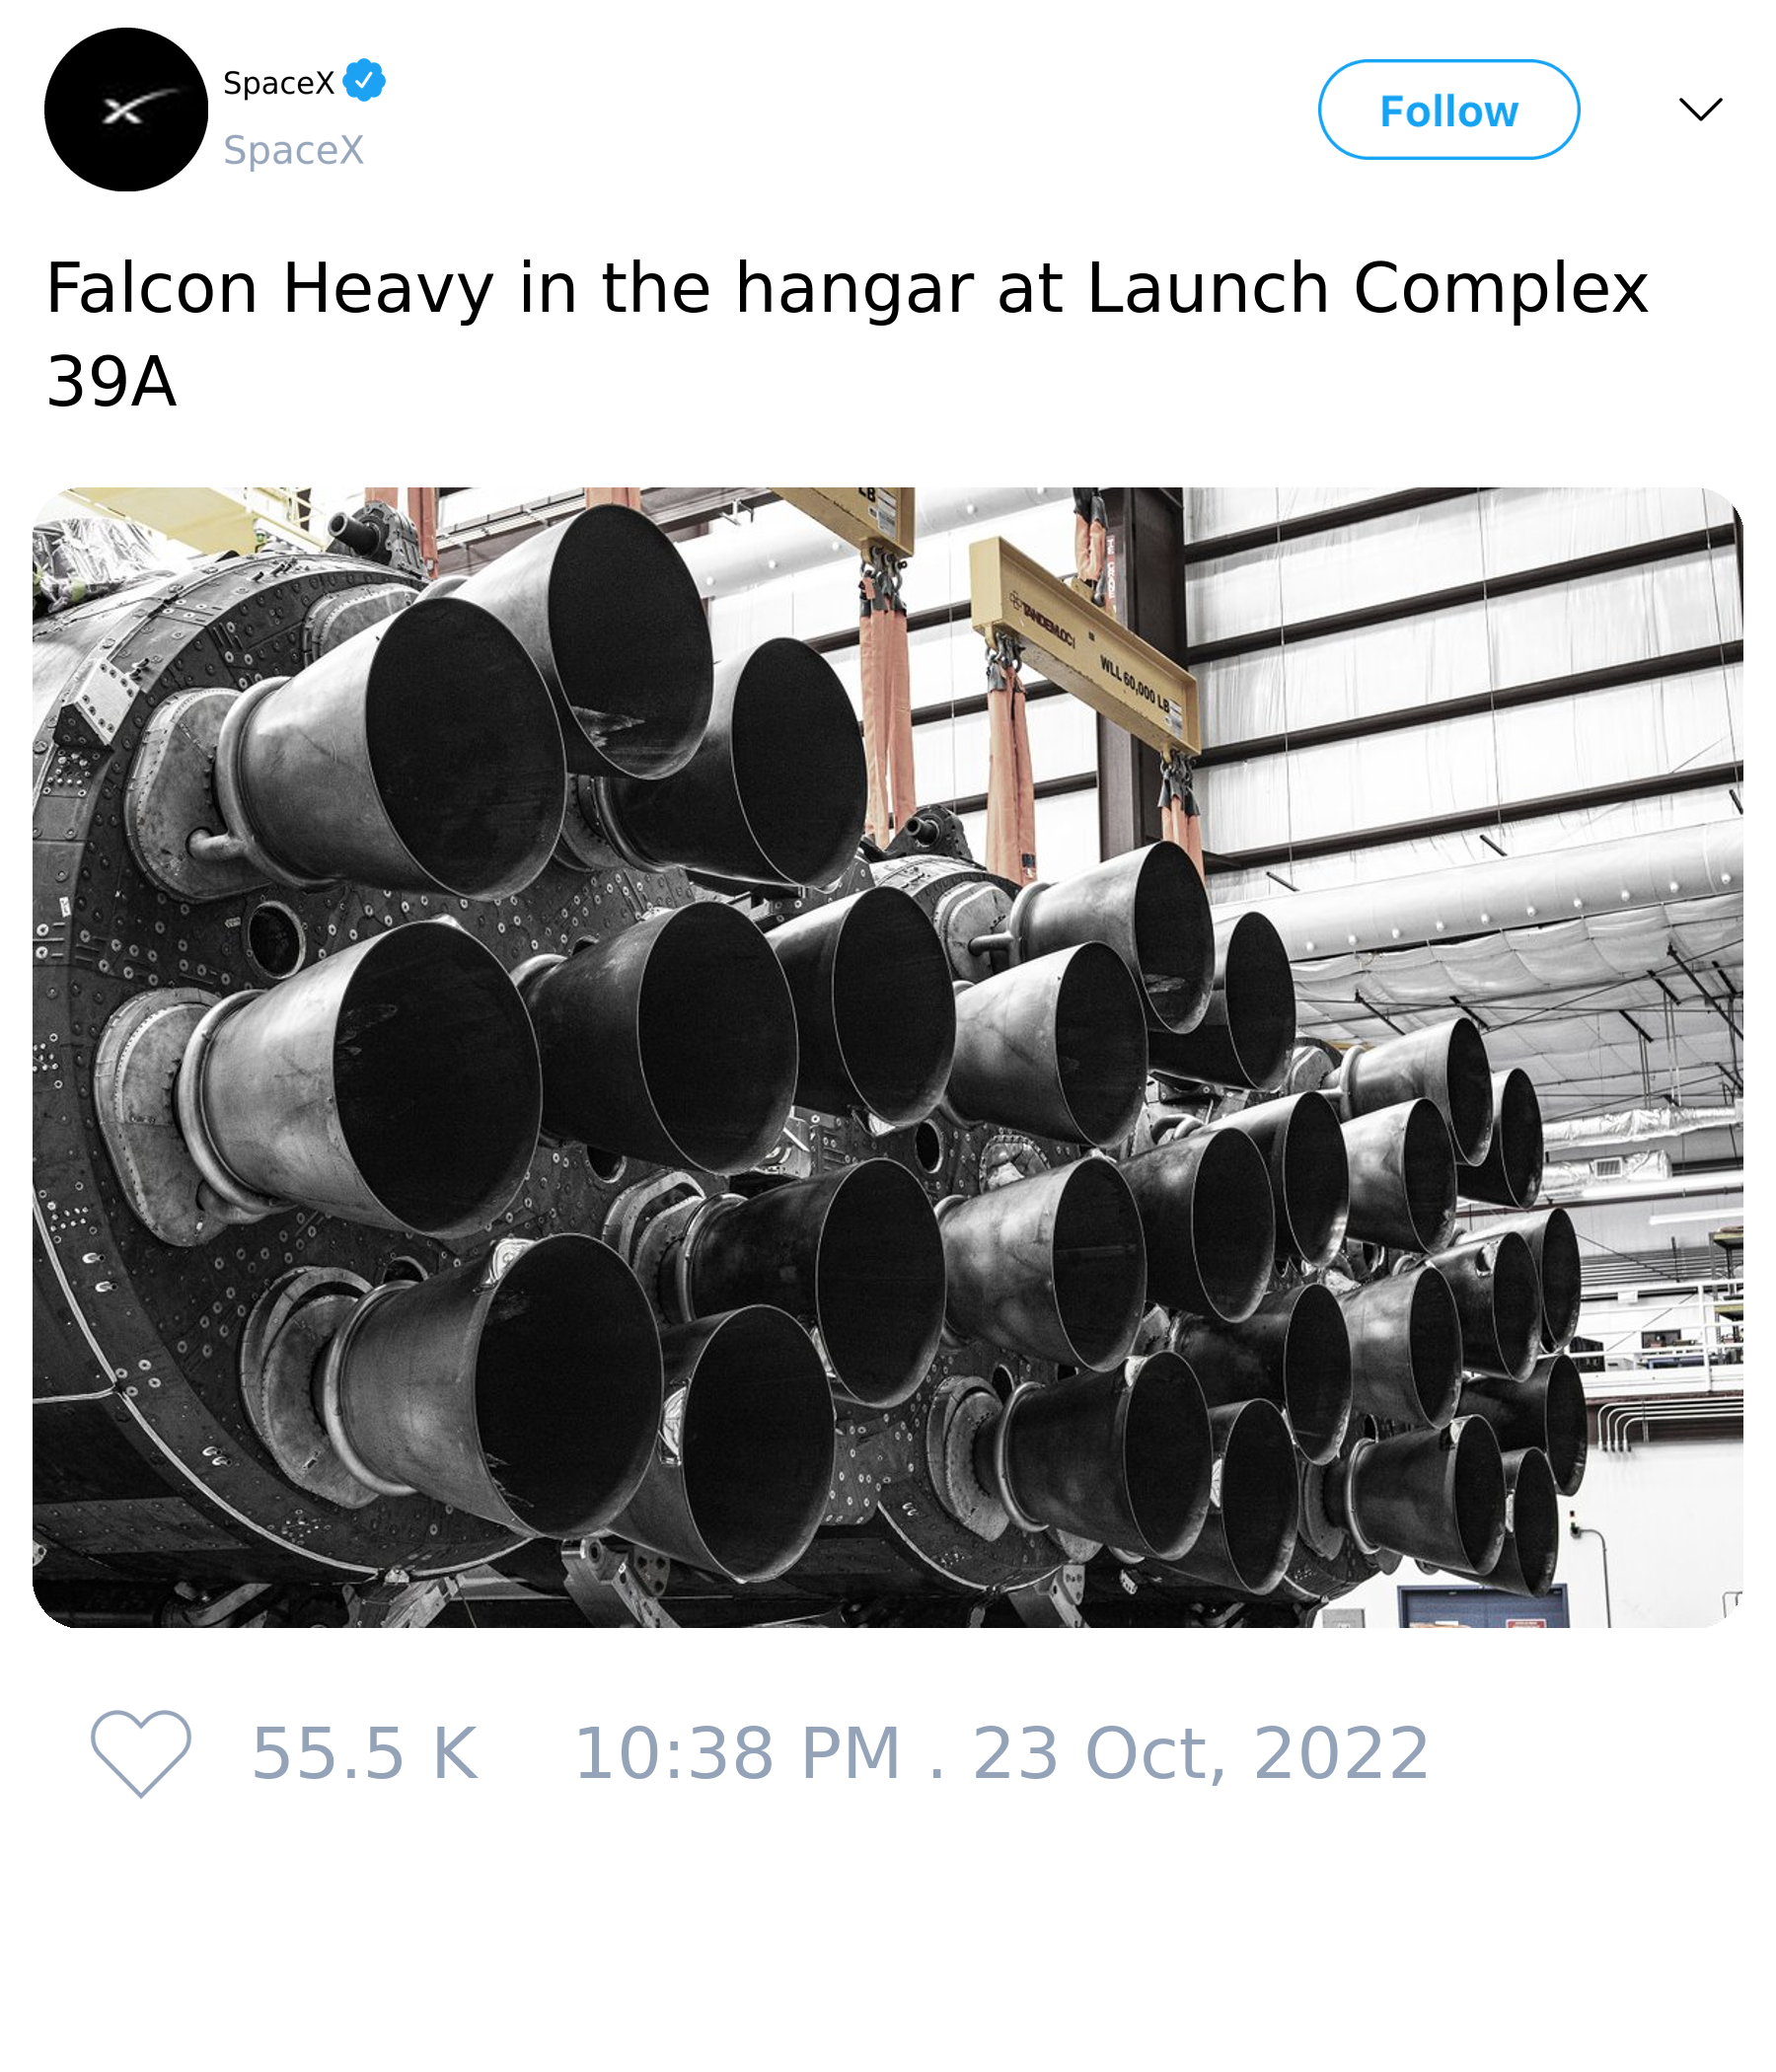 SpaceX
SpaceX
Follow
Falcon Heavy in the hangar at Launch Complex
39A
LB
TANDEMLOC
WLL 60,000 LB
55.5 K
10:38 PM . 23 Oct, 2022